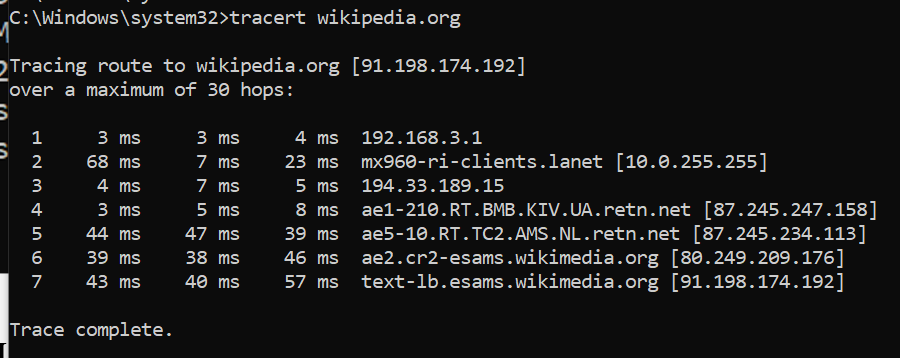 C:\Windows\system32>tracert wikipedia.org
Tracing route to wikipedia.org [91.198.174.192]
over a maximum of 30 hops:
1 3 ms 3 ms 4 ms 192.168.3.1
2 68 ms 7 ms 23 ms mx960-ri-clients.lanet [10.0.255.255]
3 4 ms 7 ms 5 ms 194.33.189.15
4 3 ms 5 ms 8 ms ae1-210.RT.BMB.KIV.UA.retn.net [87.245.247.158]
5 44 ms 47 ms 39 ms ae5-10.RT.TC2.AMS.NL.retn.net [87.245.234.113]
6 39 ms 38 ms 46 ms ae2.cr2-esams.wikimedia.org [80.249.209.176]
7 43 ms 40 ms 57 ms text-lb.esams.wikimedia.org [91.198.174.192]
Trace complete.